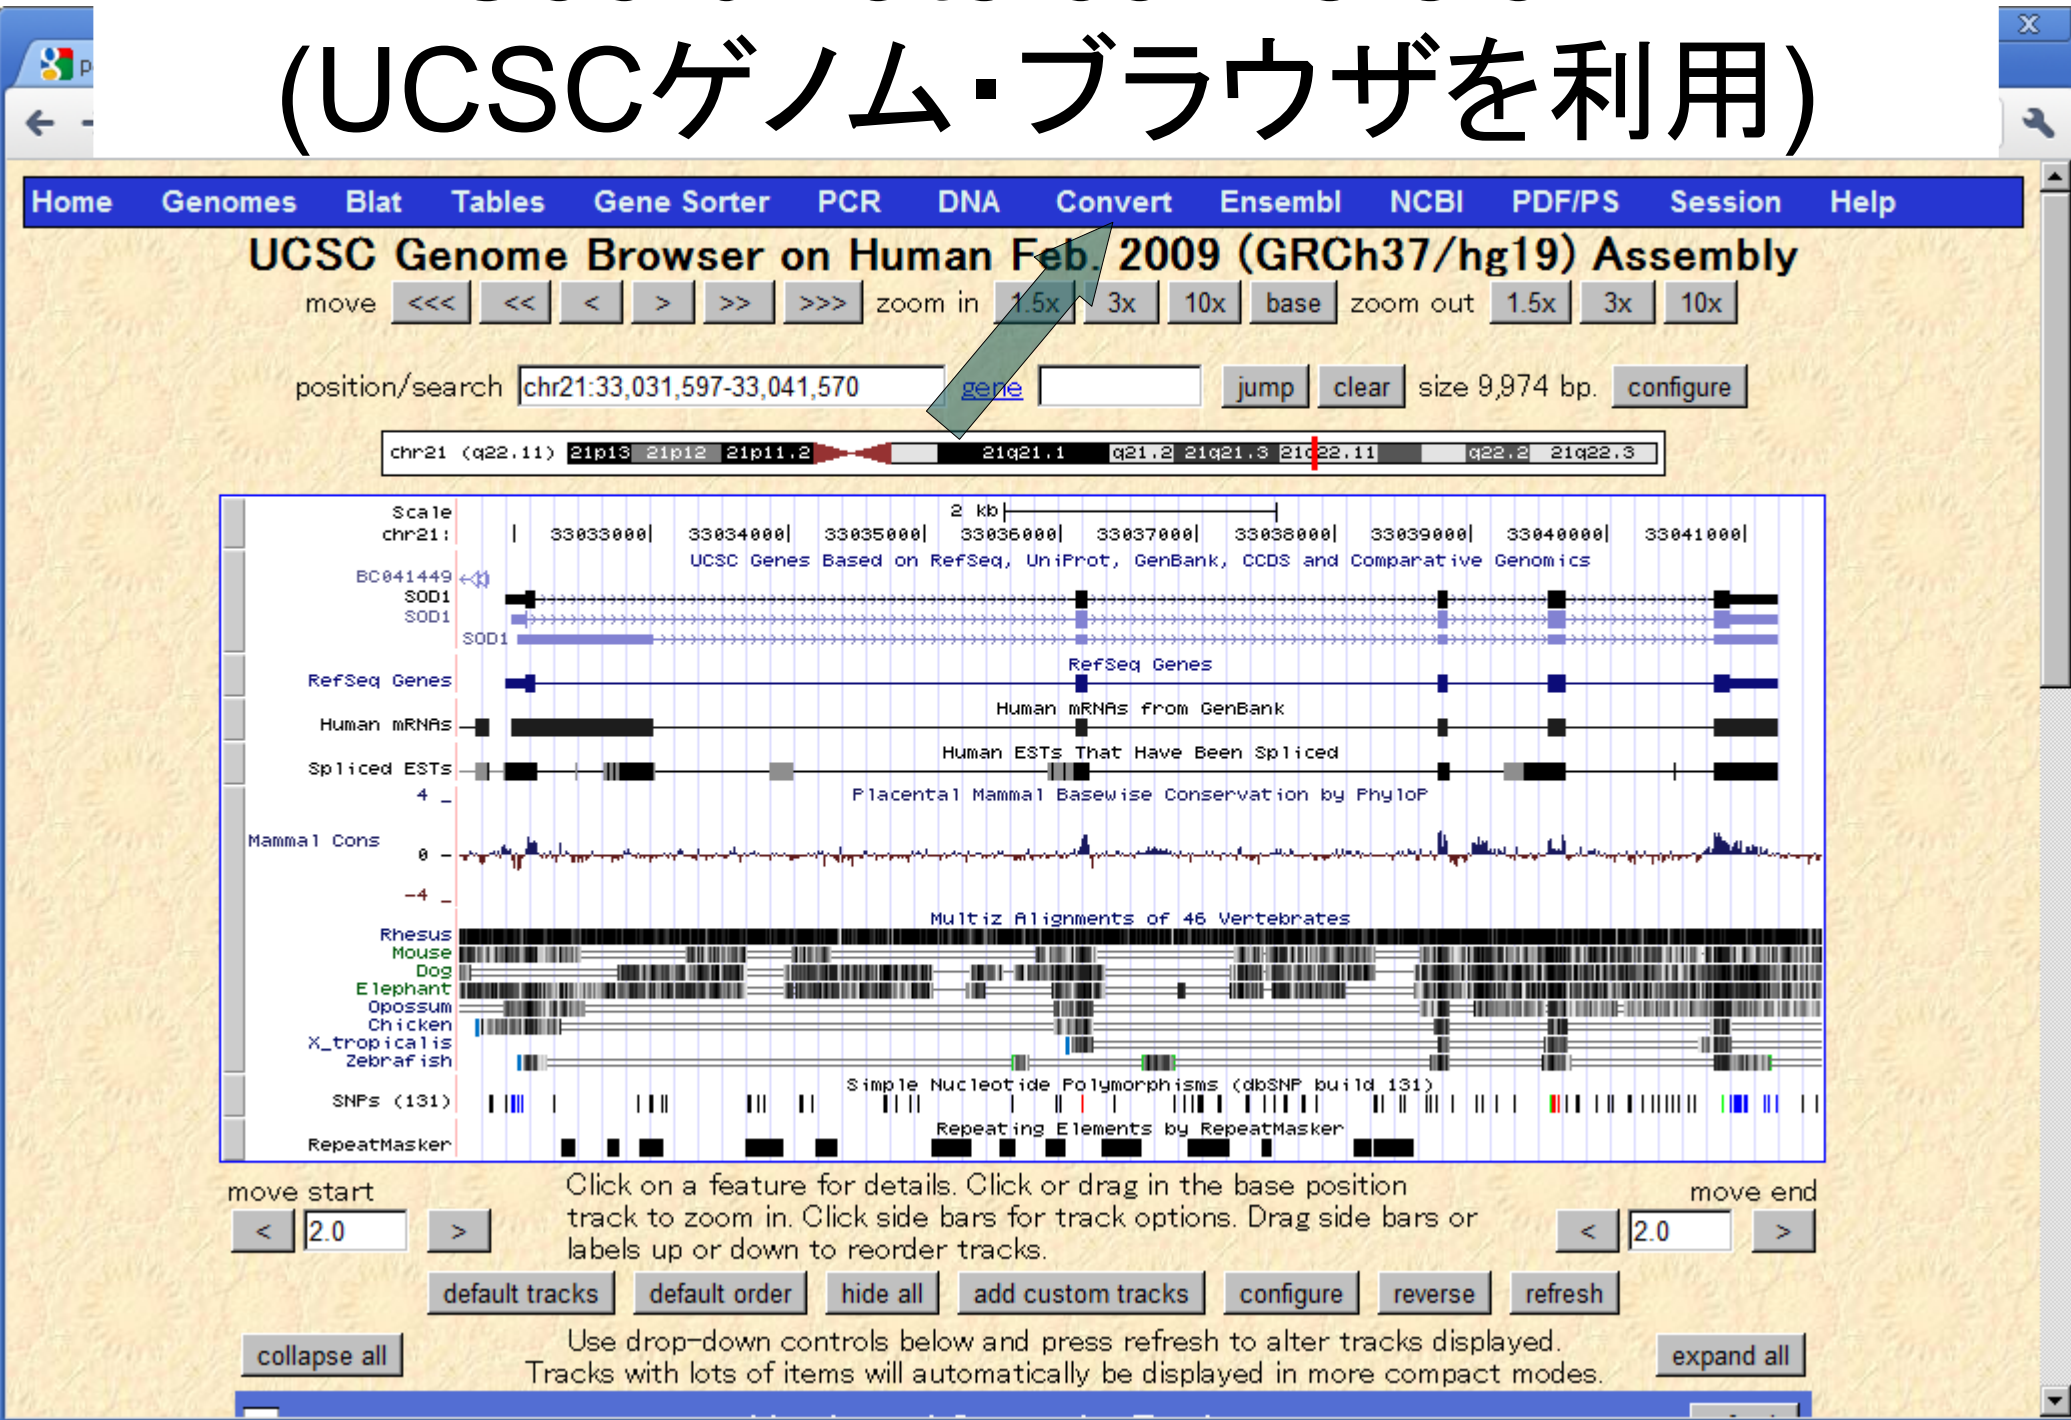 (UCSCゲノム・ブラウザを利用)
Home Genomes Blat Tables Gene Sorter PCR DNA Convert Ensembl NCBI PDF/PS Session Help
UCSC Genome Browser on Human Feb. 2009 (GRCh37/hg19) Assembly
move <<< << < > >> >>> zoom in 1.5x 3x 10x base zoom out 1.5x 3x 10x
position/search chr21:33,031,597-33,041,570 gene jump clear size 9,974 bp. configure
chr21 (q22.11) 21p13 21p12 21p11.2 21q21.1 q21.2 21q21.3 21q22.11 q22.2 21q22.3
Scale 2 kb
chr21: 33033000 33034000 33035000 33036000 33037000 33038000 33039000 33040000 33041000
UCSC Genes Based on RefSeq, UniProt, GenBank, CCDS and Comparative Genomics
BC041449
SOD1
SOD1
SOD1
RefSeq Genes
RefSeq Genes
Human mRNAs from GenBank
Human mRNAs
Human ESTs That Have Been Spliced
Spliced ESTs
4 _ Placental Mammal Basewise Conservation by PhyloP
Mammal Cons
0 -
-4 _
Multiz Alignments of 46 Vertebrates
Rhesus
Mouse
Dog
Elephant
Opossum
Chicken
X_tropicalis
Zebrafish
Simple Nucleotide Polymorphisms (dbSNP build 131)
SNPs (131)
Repeating Elements by RepeatMasker
RepeatMasker
move start Click on a feature for details. Click or drag in the base position move end
< 2.0 > track to zoom in. Click side bars for track options. Drag side bars or < 2.0 >
labels up or down to reorder tracks.
default tracks default order hide all add custom tracks configure reverse refresh
collapse all Use drop-down controls below and press refresh to alter tracks displayed. expand all
Tracks with lots of items will automatically be displayed in more compact modes.